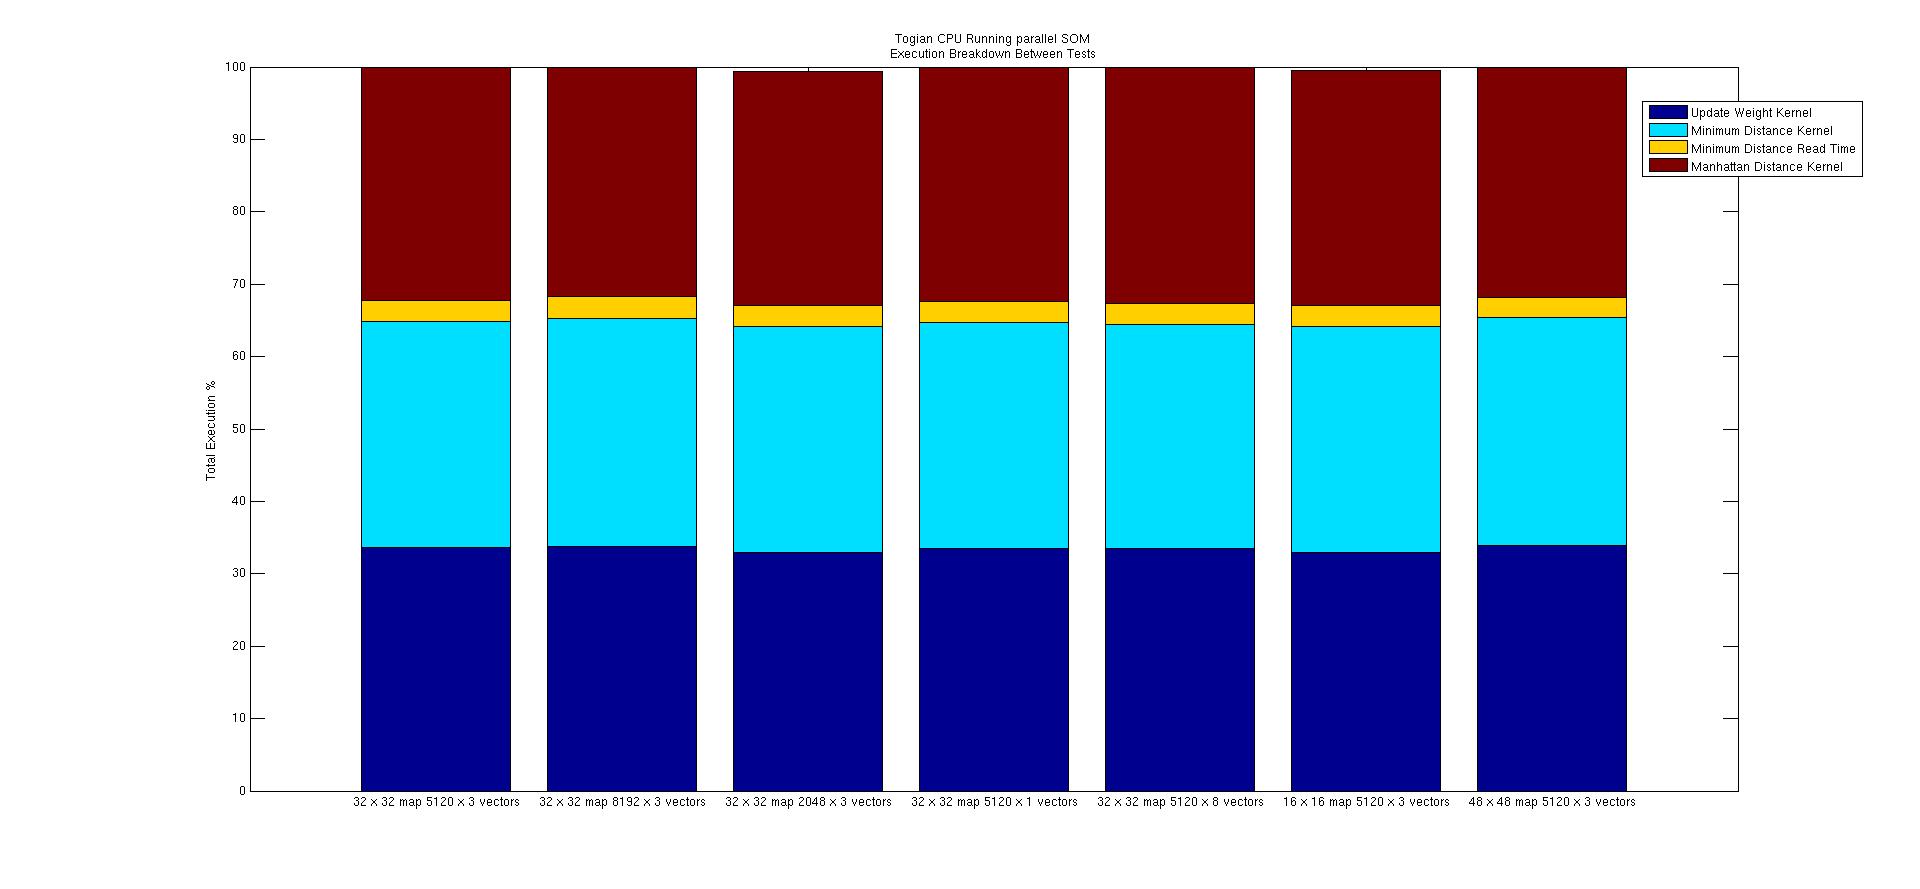 Togian CPU Running parallel SOM
Execution Breakdown Between Tests
100
90
80
70
60
50
40
30
20
10
0
Total Execution %
Update Weight Kernel
Minimum Distance Kernel
Minimum Distance Read Time
Manhattan Distance Kernel
32 x 32 map 5120 x 3 vectors
32 x 32 map 8192 x 3 vectors
32 x 32 map 2048 x 3 vectors
32 x 32 map 5120 x 1 vectors
32 x 32 map 5120 x 8 vectors
16 x 16 map 5120 x 3 vectors
48 x 48 map 5120 x 3 vectors